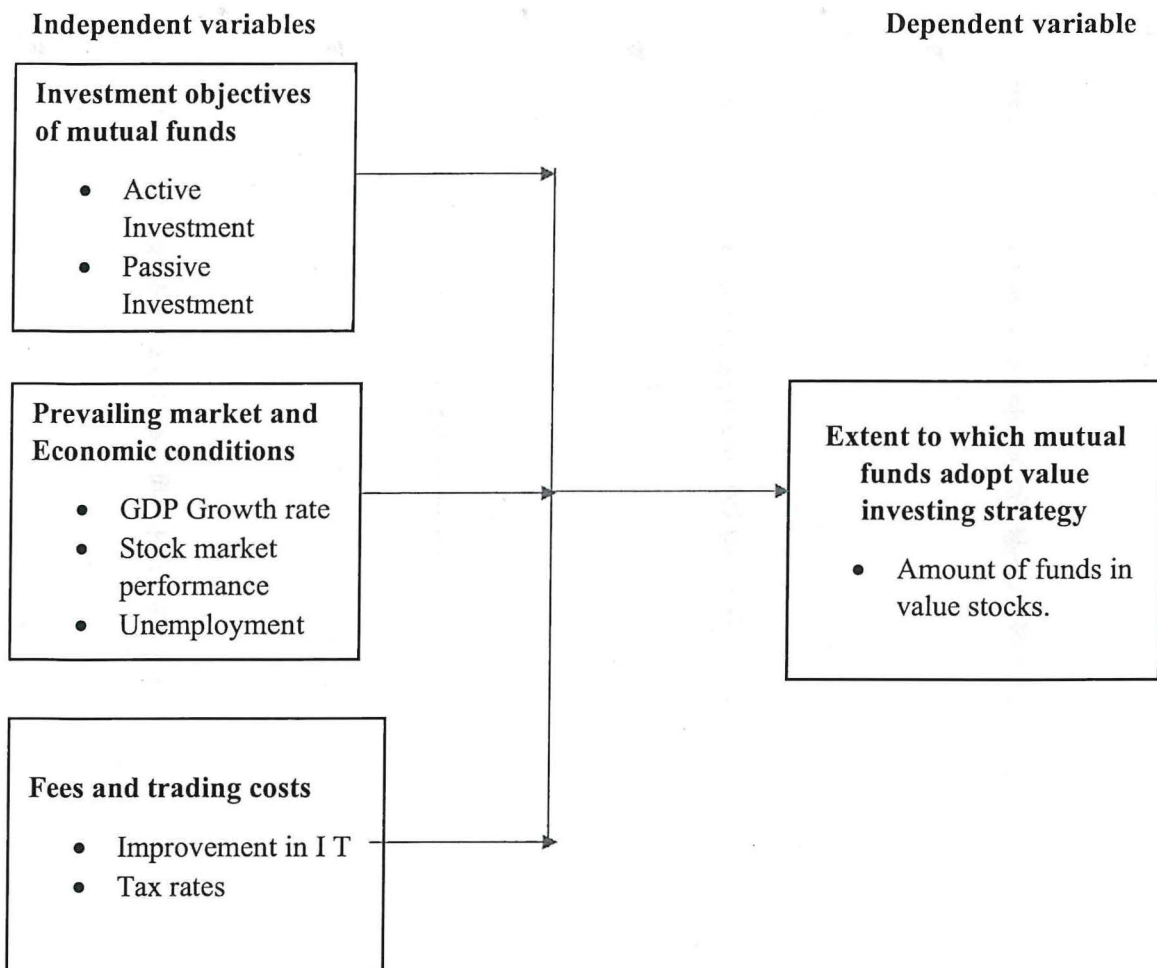 Independent variables
Dependent variable
Investment objectives
of mutual funds
• Active
Investment
• Passive
Investment
Prevailing market and
Economic conditions
• GDP Growth rate
• Stock market
performance
• Unemployment
Fees and trading costs
• Improvement in I T
• Tax rates
Extent to which mutual
funds adopt value
investing strategy
• Amount of funds in
value stocks.